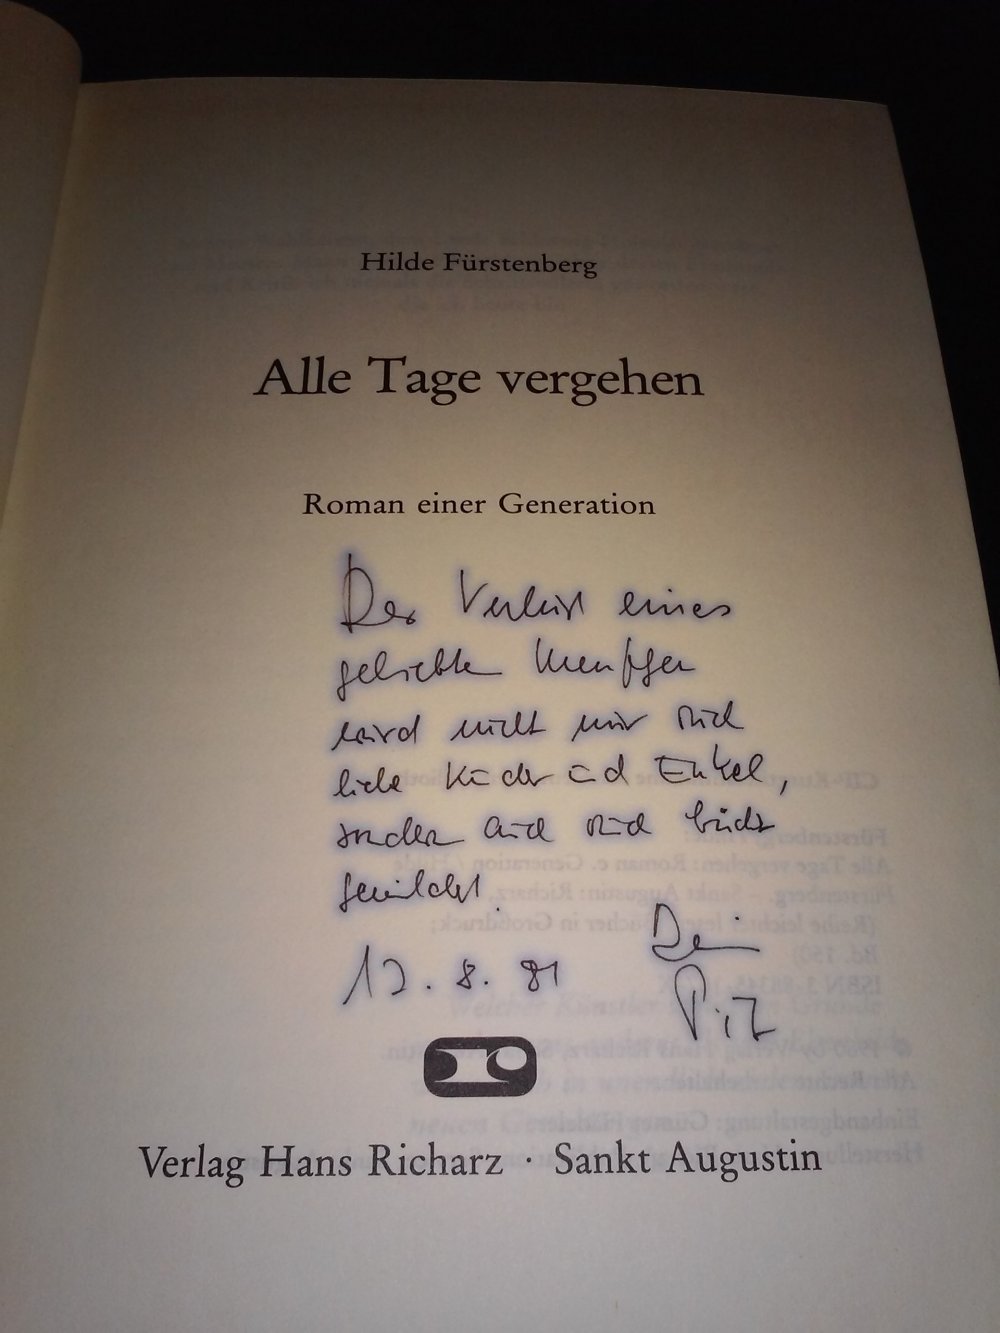 Hilde Fürstenberg
Alle Tage vergehen
Roman einer Generation
Der Verlust eines
geliebten Menschen
wird nicht nur durch
liebe Kinder und Enkel,
sondern auch durch Bücher
gemildert.
12. 8. 81
Dein
Verlag Hans Richarz · Sankt Augustin